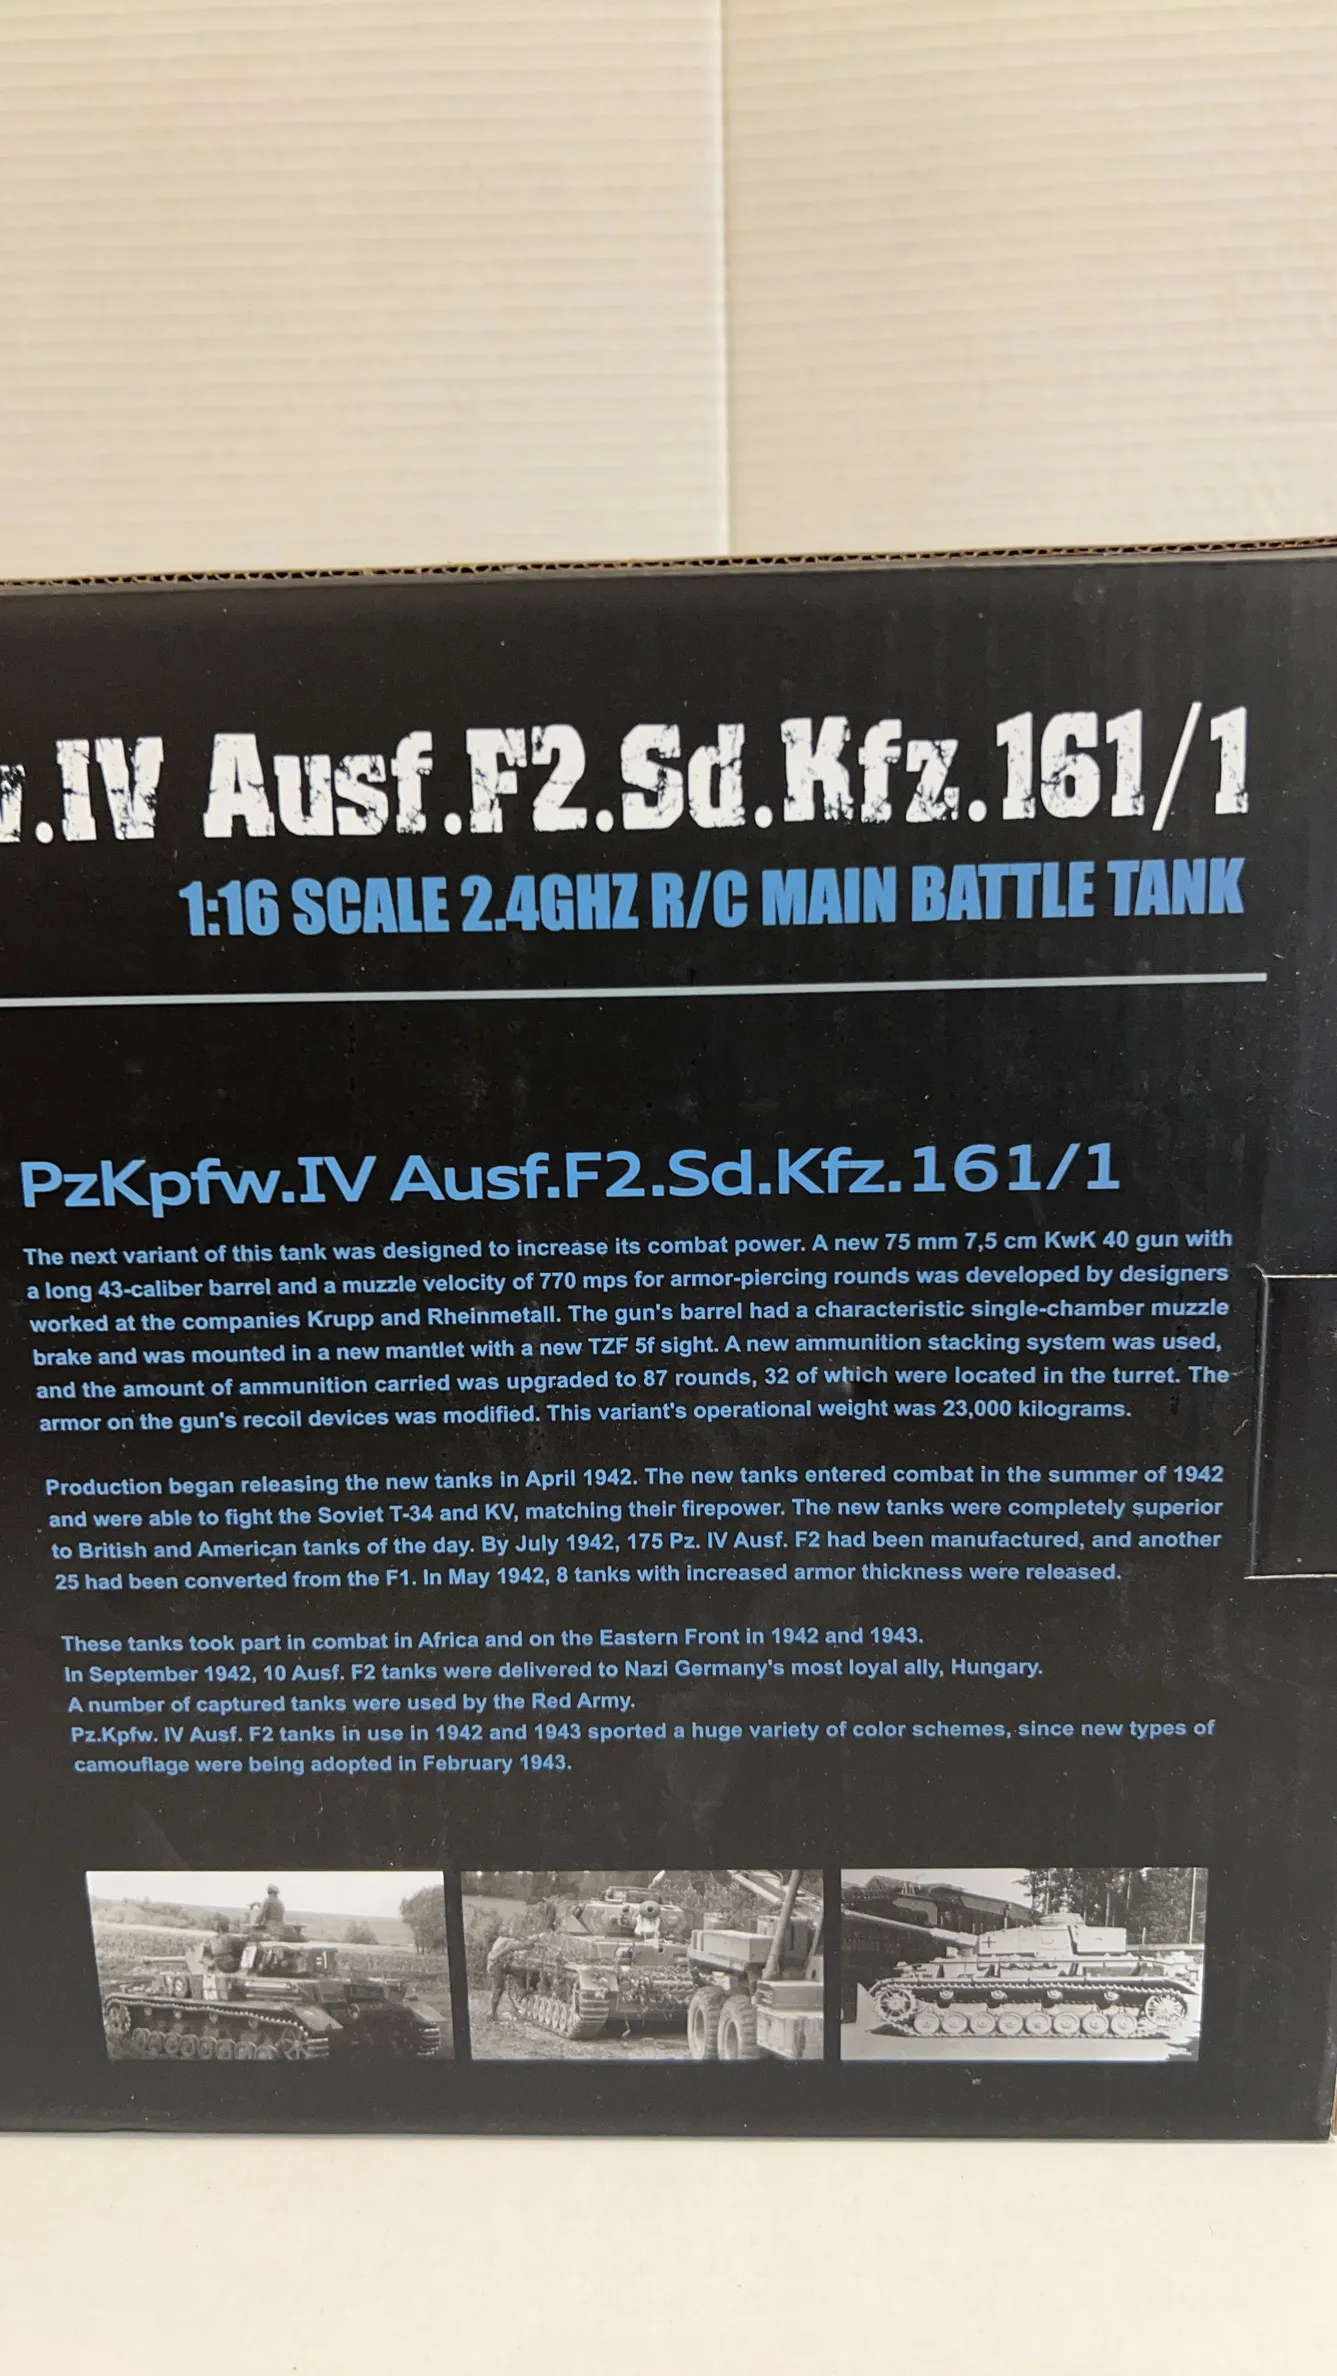 .IV Ausf.F2.Sd.Kfz.161/1
1:16 SCALE 2.4GHZ R/C MAIN BATTLE TANK
PzKpfw.IV Ausf.F2.Sd.Kfz.161/1
The next variant of this tank was designed to increase its combat power. A new 75 mm 7,5 cm KwK 40 gun with
a long 43-caliber barrel and a muzzle velocity of 770 mps for armor-piercing rounds was developed by designers
worked at the companies Krupp and Rheinmetall. The gun's barrel had a characteristic single-chamber muzzle
brake and was mounted in a new mantlet with a new TZF 5f sight. A new ammunition stacking system was used,
and the amount of ammunition carried was upgraded to 87 rounds, 32 of which were located in the turret. The
armor on the gun's recoil devices was modified. This variant's operational weight was 23,000 kilograms.
Production began releasing the new tanks in April 1942. The new tanks entered combat in the summer of 1942
and were able to fight the Soviet T-34 and KV, matching their firepower. The new tanks were completely superior
to British and American tanks of the day. By July 1942, 175 Pz. IV Ausf. F2 had been manufactured, and another
25 had been converted from the F1. In May 1942, 8 tanks with increased armor thickness were released.
These tanks took part in combat in Africa and on the Eastern Front in 1942 and 1943.
In September 1942, 10 Ausf. F2 tanks were delivered to Nazi Germany's most loyal ally, Hungary.
A number of captured tanks were used by the Red Army.
Pz.Kpfw. IV Ausf. F2 tanks in use in 1942 and 1943 sported a huge variety of color schemes, since new types of
camouflage were being adopted in February 1943.